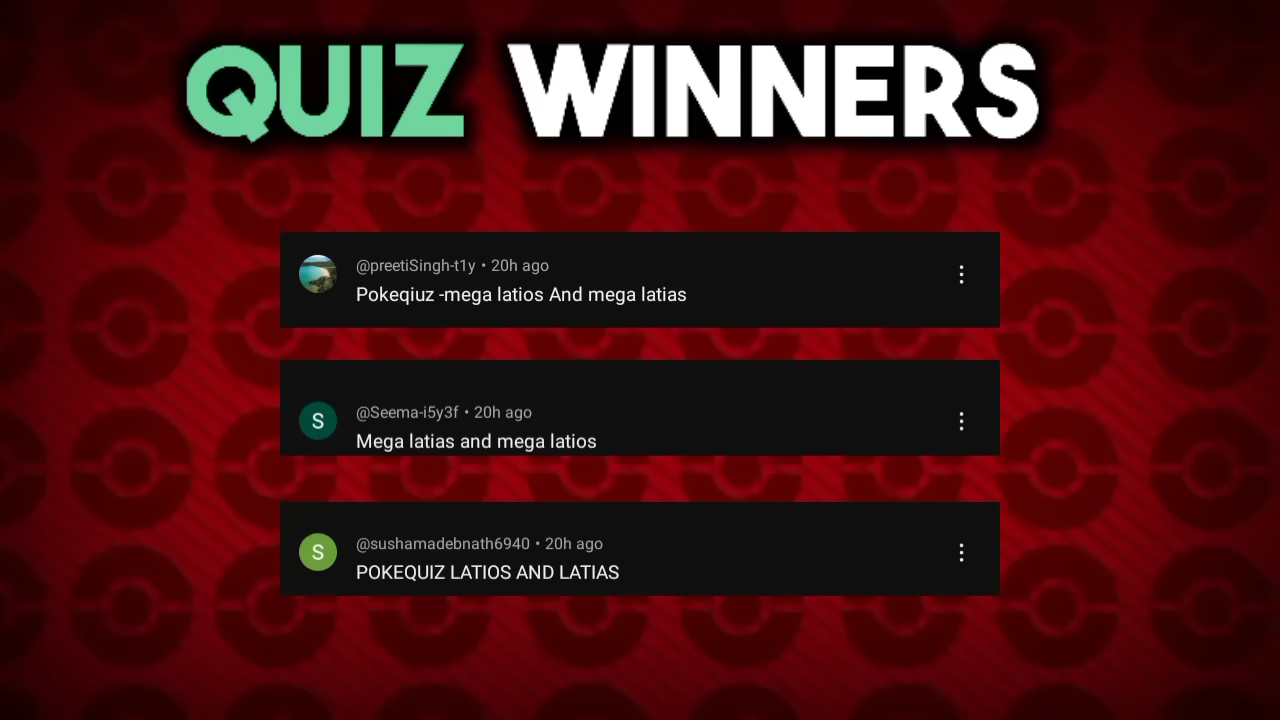 QUIZ WINNERS
@preetiSingh-t1y • 20h ago
Pokeqiuz -mega latios And mega latias
S
@Seema-i5y3f • 20h ago
Mega latias and mega latios
S
@sushamadebnath6940 • 20h ago
POKEQUIZ LATIOS AND LATIAS